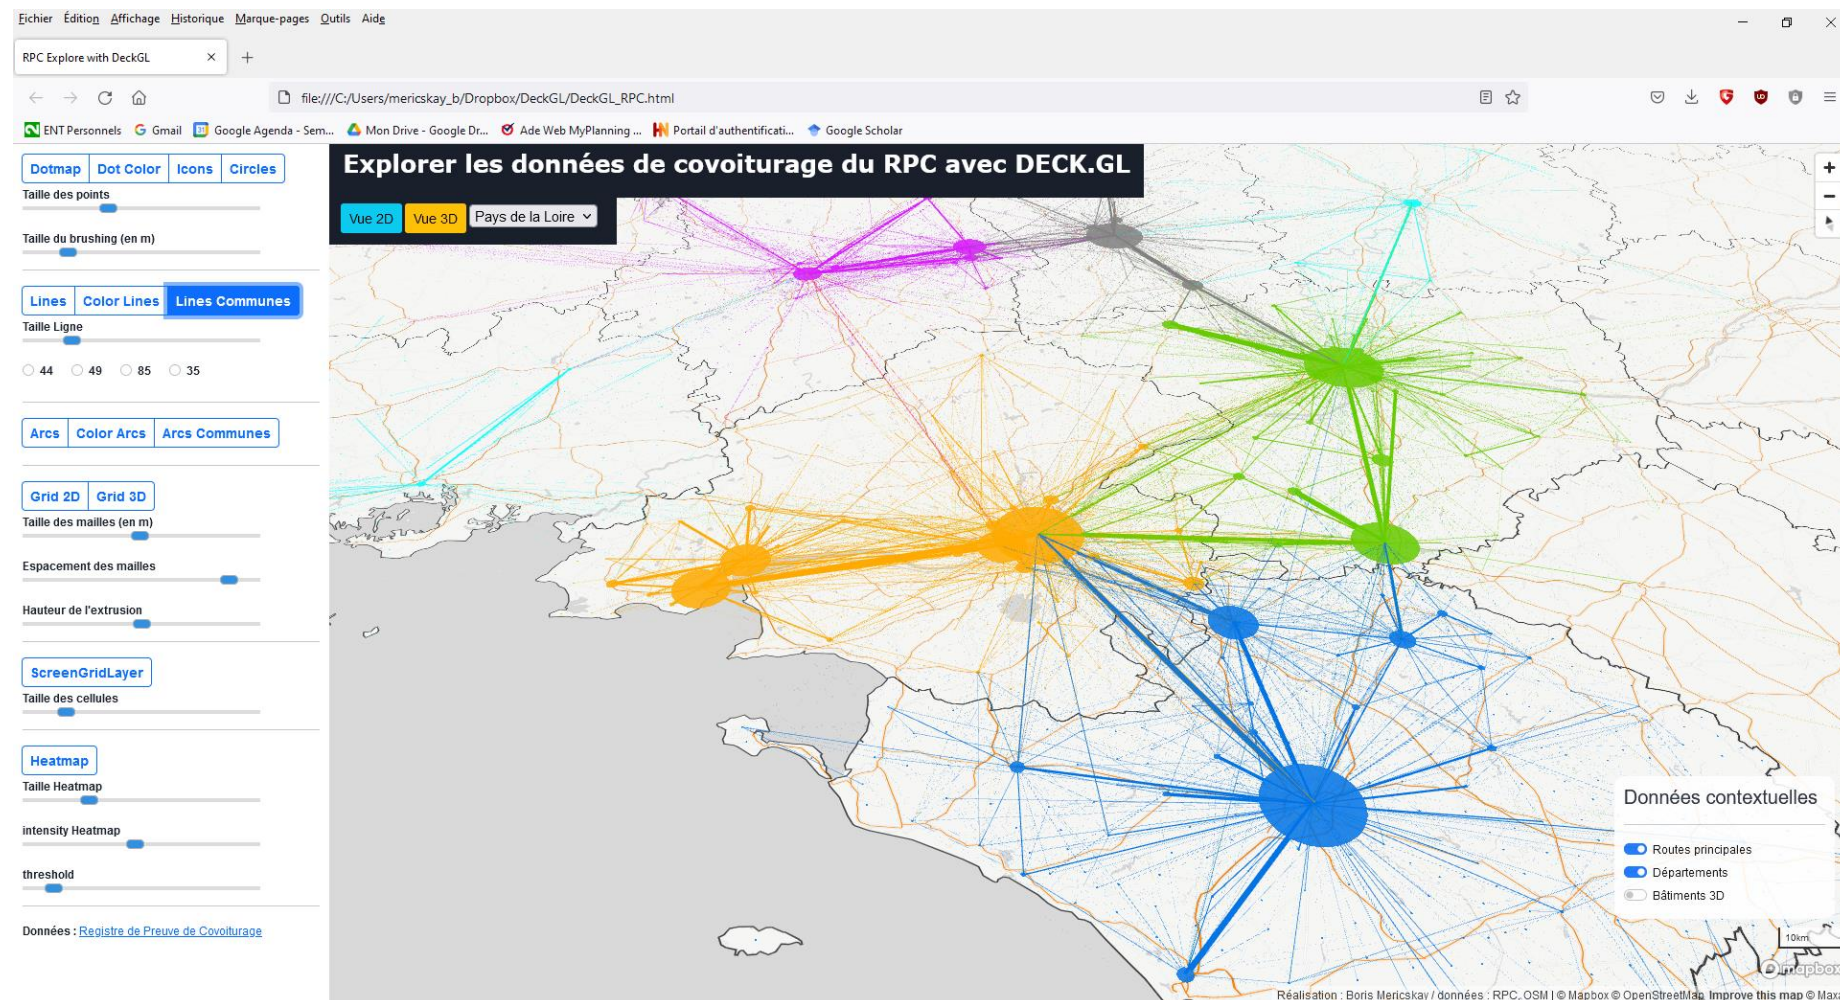 Fichier Édition Affichage Historique Marque-pages Outils Aide
RPC Explore with DeckGL
file:///C:/Users/mericskay_b/Dropbox/DeckGL/DeckGL_RPC.html
ENT Personnels Gmail Google Agenda - Sem... Mon Drive - Google Dr... Ade Web MyPlanning ... Portail d'authentificati... Google Scholar
Explorer les données de covoiturage du RPC avec DECK.GL
Vue 2D Vue 3D Pays de la Loire
Dotmap Dot Color Icons Circles
Taille des points
Taille du brushing (en m)
Lines Color Lines Lines Communes
Taille Ligne
44 49 85 35
Arcs Color Arcs Arcs Communes
Grid 2D Grid 3D
Taille des mailles (en m)
Espacement des mailles
Hauteur de l'extrusion
ScreenGridLayer
Taille des cellules
Heatmap
Taille Heatmap
intensity Heatmap
threshold
Données : Registre de Preuve de Covoiturage
Données contextuelles
Routes principales
Départements
Bâtiments 3D
10km
mapbox
Réalisation : Boris Mericskay / données : RPC, OSM | © Mapbox © OpenStreetMap Improve this map © Max